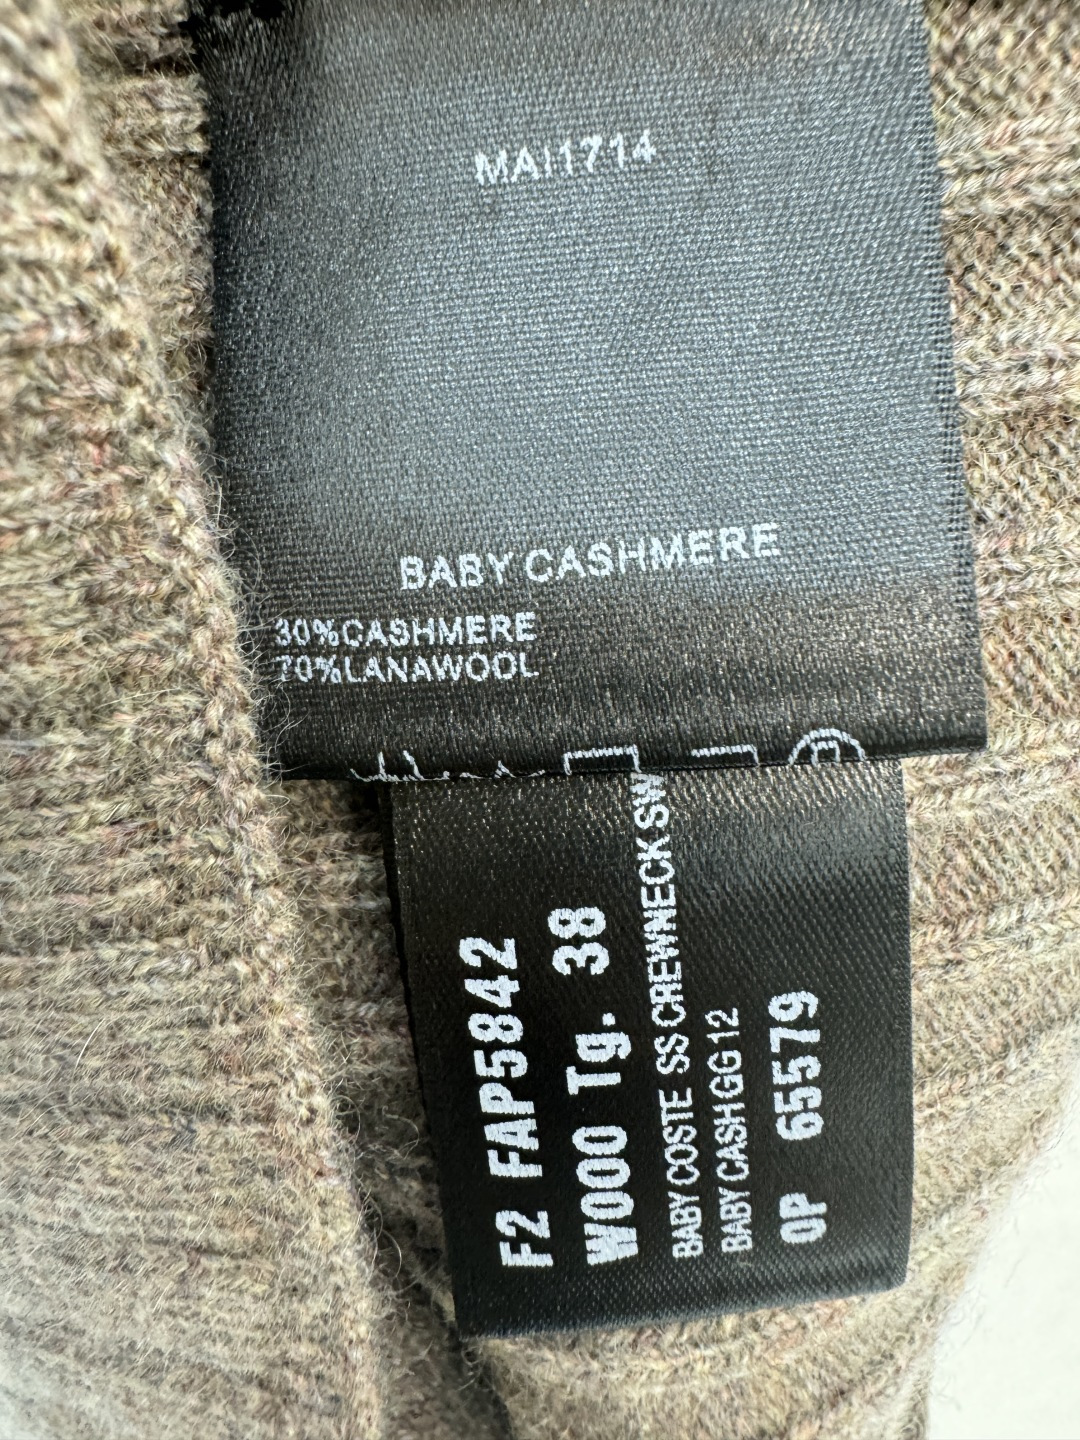 MAI1714
BABY CASHMERE
30%CASHMERE
70%LANAWOOL
F2 FAP5842
W000 Tg. 38
BABY COSTE SS CREWNECK SW
BABY CASH GG 12
OP 65579